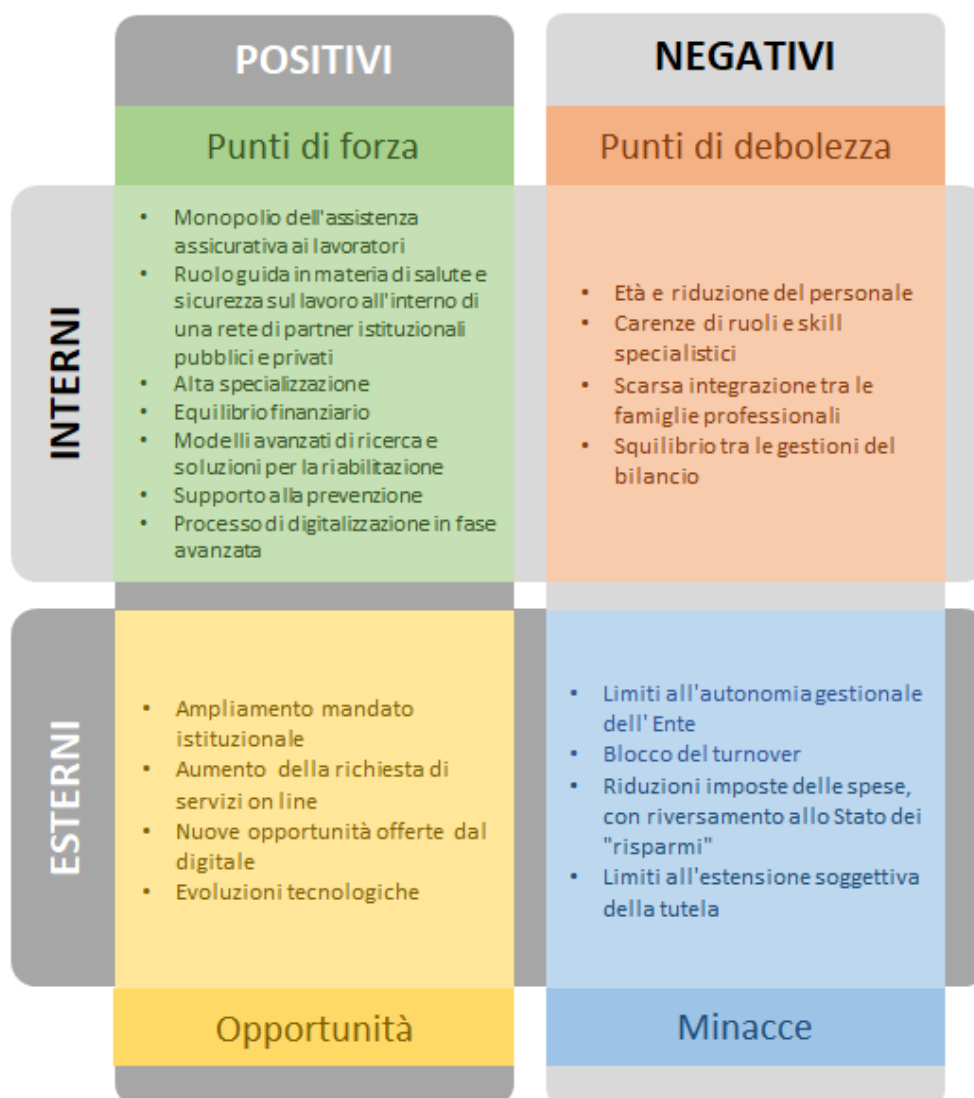 POSITIVI
NEGATIVI
Punti di forza
Punti di debolezza
INTERNI
• Monopolio dell'assistenza
assicurativa ai lavoratori
• Ruolo guida in materia di salute e
sicurezza sul lavoro all'interno di
una rete di partner istituzionali
pubblici e privati
• Alta specializzazione
• Equilibrio finanziario
• Modelli avanzati di ricerca e
soluzioni per la riabilitazione
• Supporto alla prevenzione
• Processo di digitalizzazione in fase
avanzata
• Età e riduzione del personale
• Carenze di ruoli e skill
specialistici
• Scarsa integrazione tra le
famiglie professionali
• Squilibrio tra le gestioni del
bilancio
ESTERNI
• Ampliamento mandato
istituzionale
• Aumento della richiesta di
servizi on line
• Nuove opportunità offerte dal
digitale
• Evoluzioni tecnologiche
• Limiti all'autonomia gestionale
dell' Ente
• Blocco del turnover
• Riduzioni imposte delle spese,
con riversamento allo Stato dei
"risparmi"
• Limiti all'estensione soggettiva
della tutela
Opportunità
Minacce